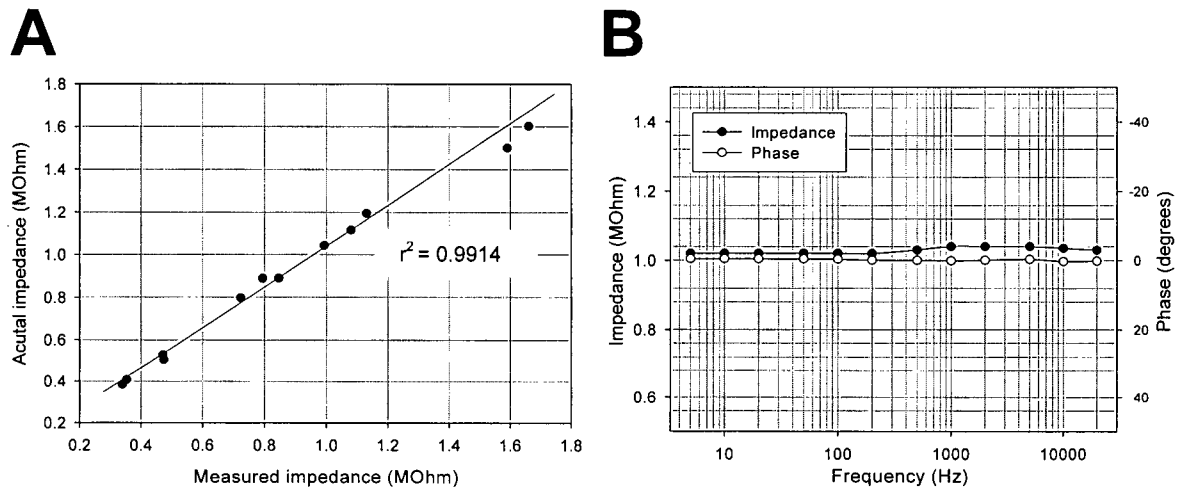 A
Acutal impedance (MOhm)
1.8
1.6
1.4
1.2
1.0
0.8
0.6
0.4
0.2
r² = 0.9914
0.2 0.4 0.6 0.8 1.0 1.2 1.4 1.6 1.8
Measured impedance (MOhm)
B
Impedance (MOhm)
1.4
1.2
1.0
0.8
0.6
Impedance
Phase
-40
-20
0
20
40
Phase (degrees)
10 100 1000 10000
Frequency (Hz)